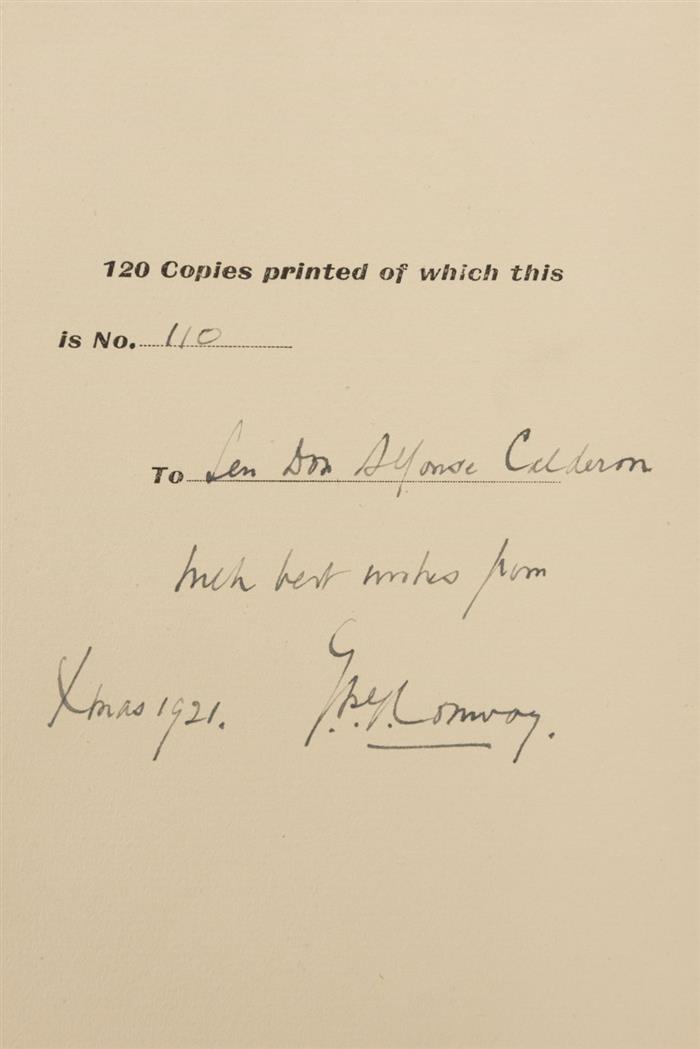 120 Copies printed of which this
is No. 110
To Sen Don Alfonso Calderon
With best wishes from
Xmas 1921. G.R.G. Conway.